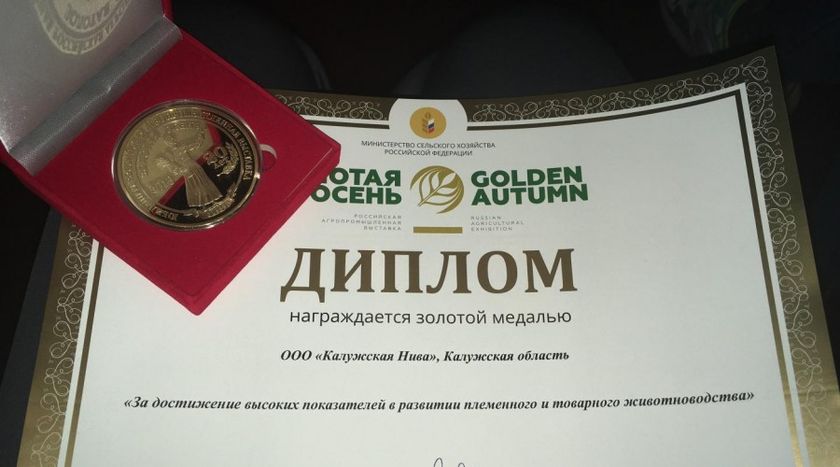 МИНИСТЕРСТВО СЕЛЬСКОГО ХОЗЯЙСТВА
РОССИЙСКОЙ ФЕДЕРАЦИИ
ОТАЯ
ОСЕНЬ
GOLDEN
AUTUMN
РОССИЙСКАЯ
АГРОПРОМЫШЛЕННАЯ
ВЫСТАВКА
RUSSIAN
AGRICULTURAL
EXHIBITION
ДИПЛОМ
награждается золотой медалью
ООО «Калужская Нива», Калужская область
«За достижение высоких показателей в развитии племенного и товарного животноводства»